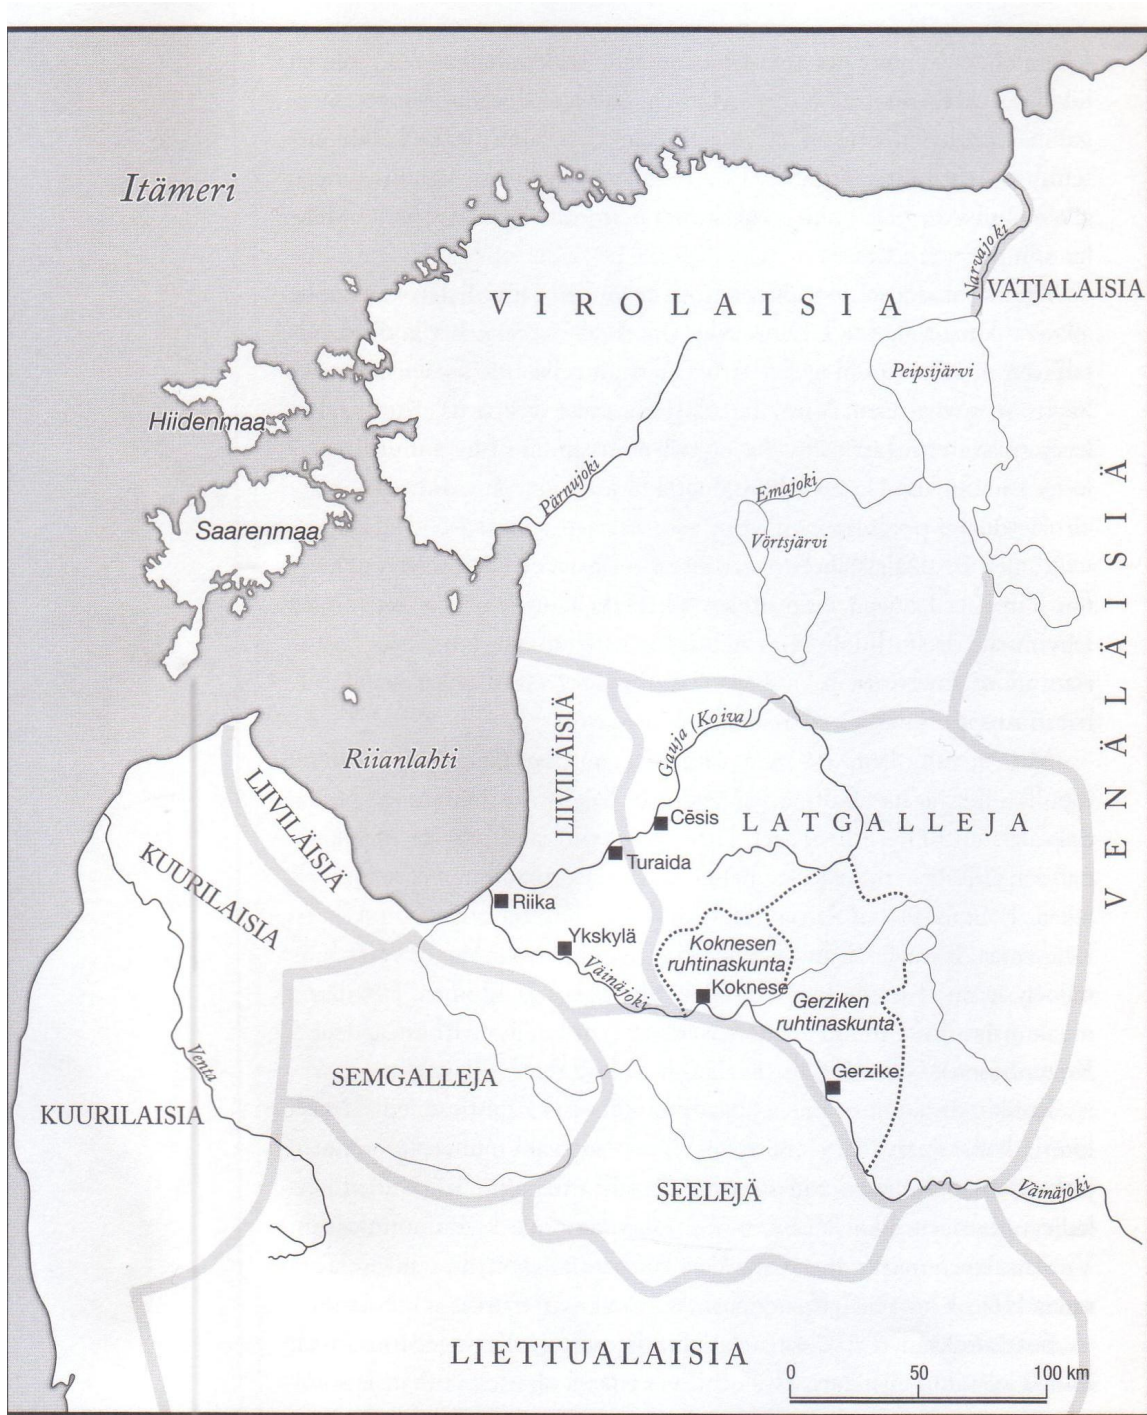 Itämeri
VIROLAISIA
Narvajoki
VATJALAISIA
Peipsijärvi
Hiidenmaa
Pärnujoki
Emajoki
Saarenmaa
Võrtsjärvi
VENÄLÄISIÄ
LIIVILÄISIÄ
Gauja (Koiva)
Riianlahti
LIIVILÄISIÄ
Cēsis
LATGALLEJA
Turaida
KUURILAISIA
Riika
Ykskylä
Koknesen
ruhtinaskunta
Väinäjoki
Koknese
Gerziken
ruhtinaskunta
Venta
SEMGALLEJA
Gerzike
KUURILAISIA
SEELEJÄ
Väinäjoki
LIETTUALAISIA
0 50 100 km